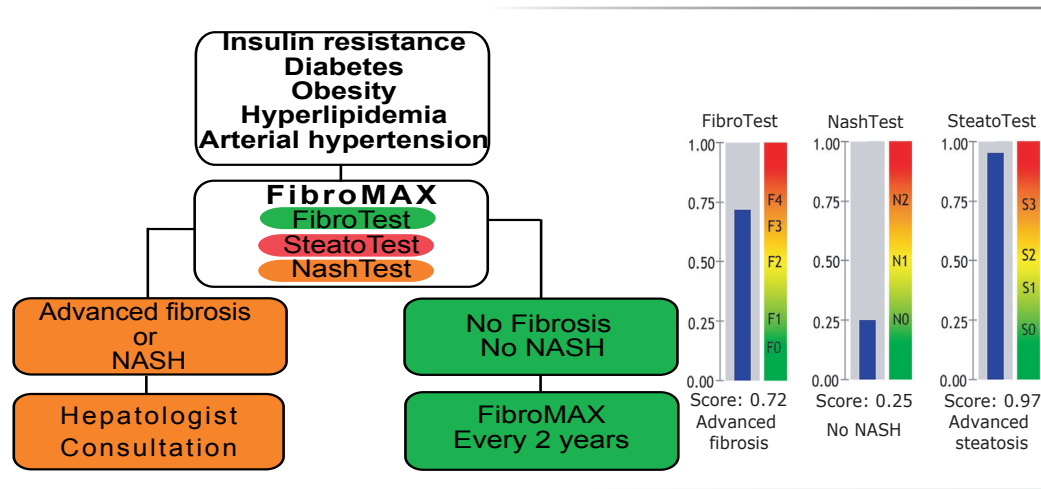 Insulin resistance
Diabetes
Obesity
Hyperlipidemia
Arterial hypertension
FibroMAX
FibroTest
SteatoTest
NashTest
Advanced fibrosis
or
NASH
No Fibrosis
No NASH
Hepatologist
Consultation
FibroMAX
Every 2 years
FibroTest
1.00
0.75
0.50
0.25
0.00
F4
F3
F2
F1
F0
Score: 0.72
Advanced
fibrosis
NashTest
1.00
0.75
0.50
0.25
0.00
N2
N1
N0
Score: 0.25
No NASH
SteatoTest
1.00
0.75
0.50
0.25
0.00
S3
S2
S1
S0
Score: 0.97
Advanced
steatosis